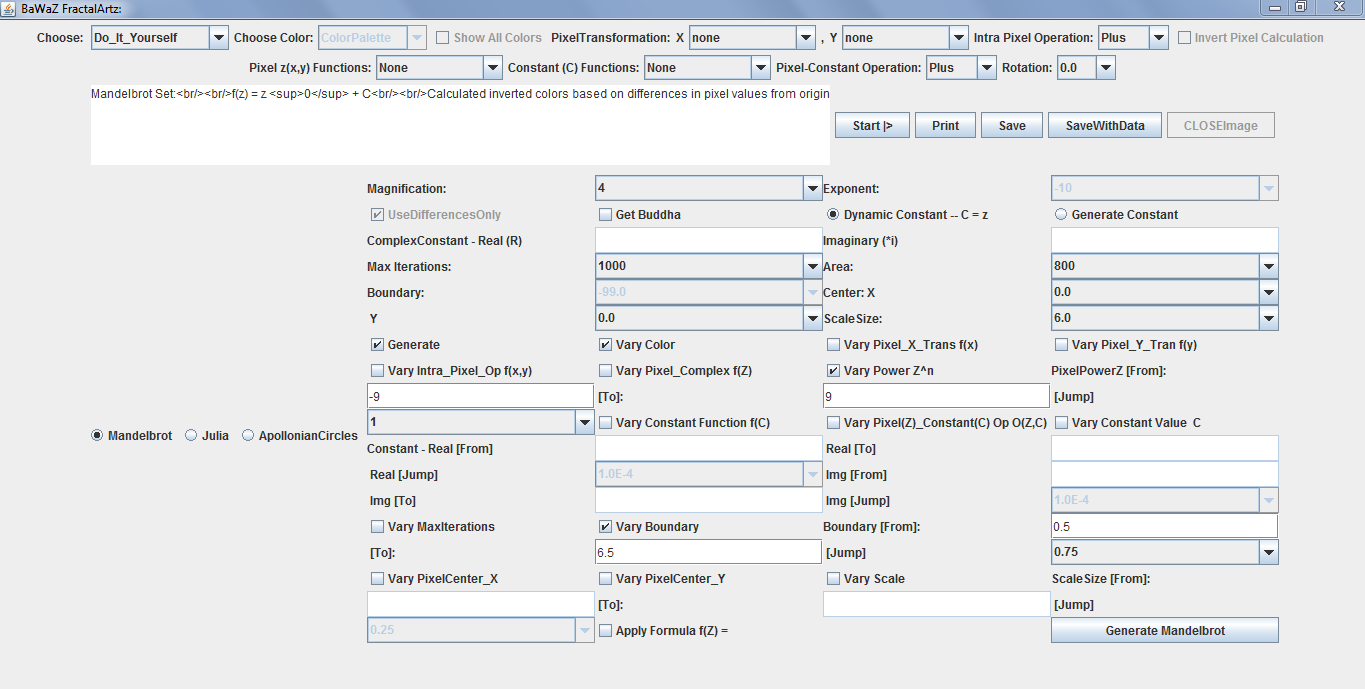 BaWaZ FractalArtz:
Choose: Do_It_Yourself Choose Color: ColorPalette Show All Colors PixelTransformation: X none , Y none Intra Pixel Operation: Plus Invert Pixel Calculation
Pixel z(x,y) Functions: None Constant (C) Functions: None Pixel-Constant Operation: Plus Rotation: 0.0
Mandelbrot Set:<br/><br/>f(z) = z <sup>0</sup> + C<br/><br/>Calculated inverted colors based on differences in pixel values from origin
Start |> Print Save SaveWithData CLOSEImage
Magnification: 4 Exponent: -10
UseDifferencesOnly Get Buddha Dynamic Constant -- C = z Generate Constant
ComplexConstant - Real (R) Imaginary (*i)
Max Iterations: 1000 Area: 800
Boundary: -99.0 Center: X 0.0
Y 0.0 ScaleSize: 6.0
Generate Vary Color Vary Pixel_X_Trans f(x) Vary Pixel_Y_Tran f(y)
Vary Intra_Pixel_Op f(x,y) Vary Pixel_Complex f(Z) Vary Power Z^n PixelPowerZ [From]:
-9 [To]: 9 [Jump]
1 Vary Constant Function f(C) Vary Pixel(Z)_Constant(C) Op O(Z,C) Vary Constant Value C
Mandelbrot Julia ApollonianCircles
Constant - Real [From] Real [To]
Real [Jump] 1.0E-4 Img [From]
Img [To] Img [Jump] 1.0E-4
Vary MaxIterations Vary Boundary Boundary [From]: 0.5
[To]: 6.5 [Jump] 0.75
Vary PixelCenter_X Vary PixelCenter_Y Vary Scale ScaleSize [From]:
[To]: [Jump]
0.25 Apply Formula f(Z) = Generate Mandelbrot